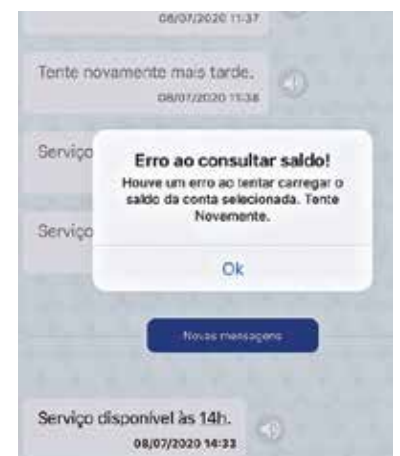 08/07/2020 11:37
Tente novamente mais tarde.
08/07/2020 11:38
Serviço
Erro ao consultar saldo!
Houve um erro ao tentar carregar o
saldo da conta selecionada. Tente
Novamente.
Serviço
Ok
Novas mensagens
Serviço disponível às 14h.
08/07/2020 14:33